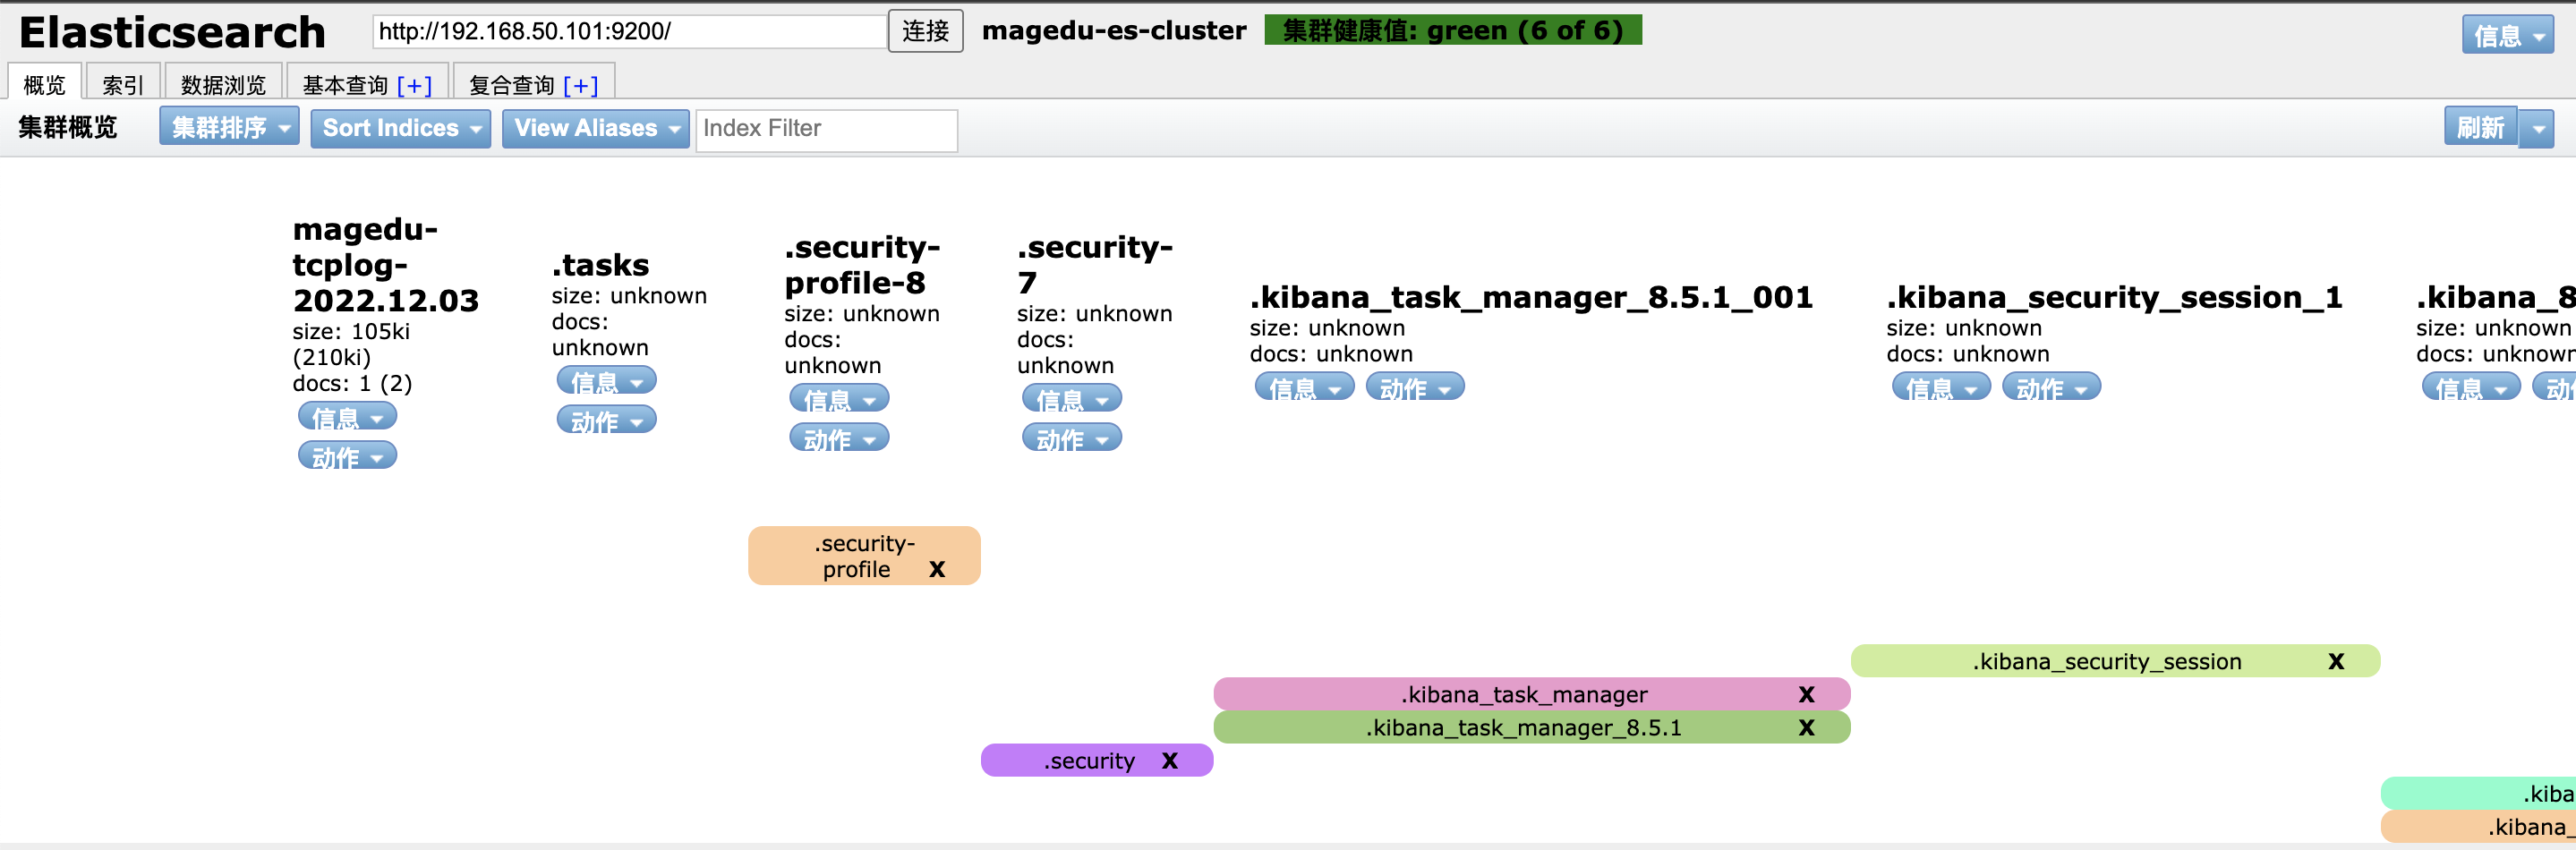 Elasticsearch http://192.168.50.101:9200/ 连接 magedu-es-cluster 集群健康值: green (6 of 6) 信息
概览 索引 数据浏览 基本查询 [+] 复合查询 [+]
集群概览 集群排序 Sort Indices View Aliases Index Filter 刷新
magedu-
tcplog-
2022.12.03
size: 105ki
(210ki)
docs: 1 (2)
信息
动作
.tasks
size: unknown
docs:
unknown
信息
动作
.security-
profile-8
size: unknown
docs:
unknown
信息
动作
.security-
7
size: unknown
docs:
unknown
信息
动作
.kibana_task_manager_8.5.1_001
size: unknown
docs: unknown
信息 动作
.kibana_security_session_1
size: unknown
docs: unknown
信息 动作
.kibana_8
size: unknown
docs: unknown
信息 动作
.security-
profile X
.kibana_security_session X
.kibana_task_manager X
.kibana_task_manager_8.5.1 X
.security X
.kiba
.kibana_